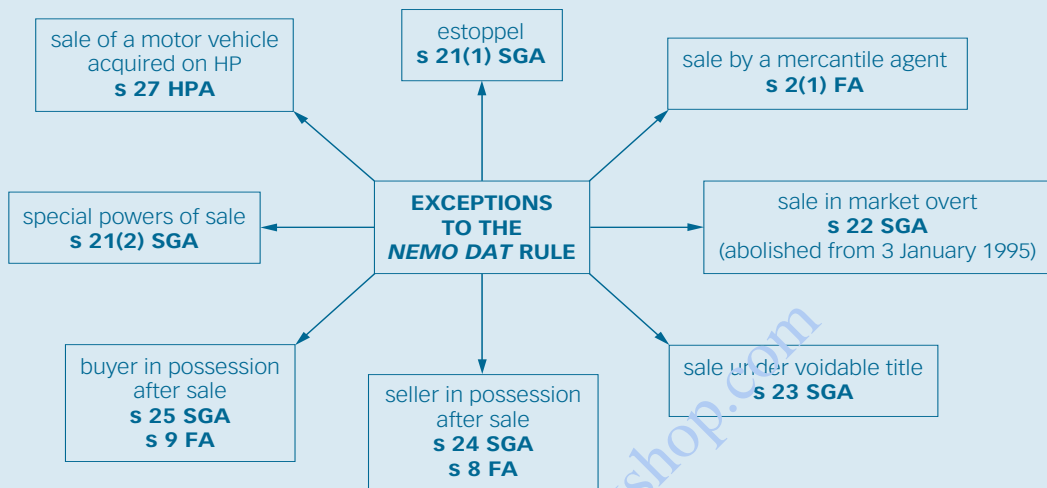 estoppel
s 21(1) SGA
sale of a motor vehicle
acquired on HP
s 27 HPA
sale by a mercantile agent
s 2(1) FA
EXCEPTIONS
TO THE
NEMO DAT RULE
special powers of sale
s 21(2) SGA
sale in market overt
s 22 SGA
(abolished from 3 January 1995)
buyer in possession
after sale
s 25 SGA
s 9 FA
seller in possession
after sale
s 24 SGA
s 8 FA
sale under voidable title
s 23 SGA
shop.com